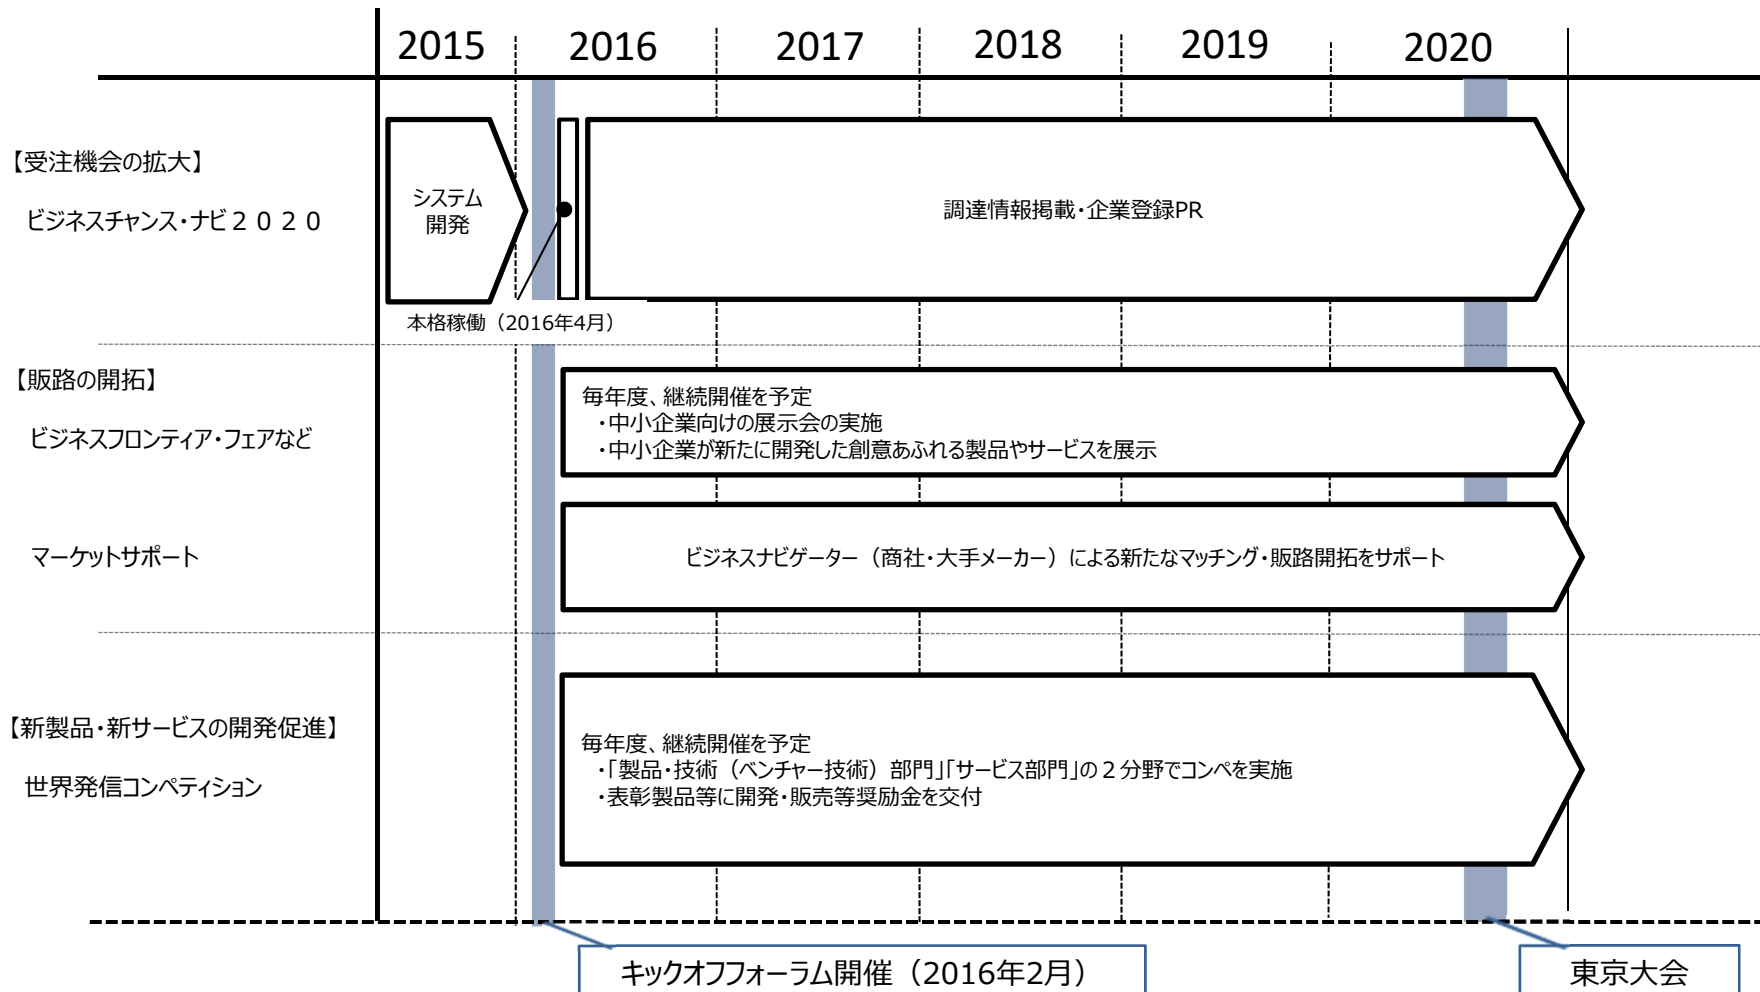 2015 2016 2017 2018 2019 2020
【受注機会の拡大】
ビジネスチャンス・ナビ２０２０
システム
開発
調達情報掲載・企業登録PR
本格稼働（2016年4月）
【販路の開拓】
ビジネスフロンティア・フェアなど
毎年度、継続開催を予定
・中小企業向けの展示会の実施
・中小企業が新たに開発した創意あふれる製品やサービスを展示
マーケットサポート
ビジネスナビゲーター（商社・大手メーカー）による新たなマッチング・販路開拓をサポート
【新製品・新サービスの開発促進】
世界発信コンペティション
毎年度、継続開催を予定
・「製品・技術（ベンチャー技術）部門」「サービス部門」の２分野でコンペを実施
・表彰製品等に開発・販売等奨励金を交付
キックオフフォーラム開催（2016年2月）
東京大会